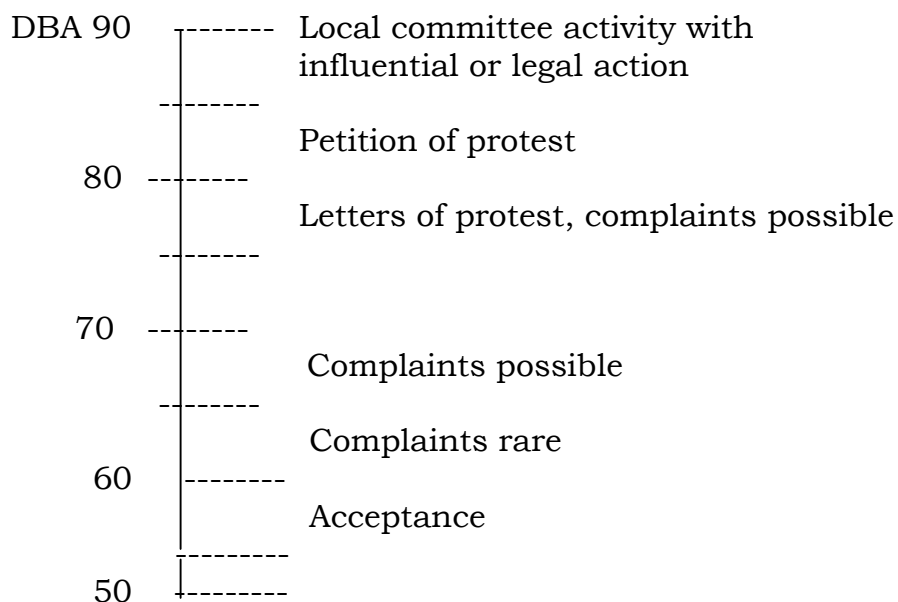 DBA 90 Local committee activity with
influential or legal action
Petition of protest
80
Letters of protest, complaints possible
70
Complaints possible
Complaints rare
60
Acceptance
50